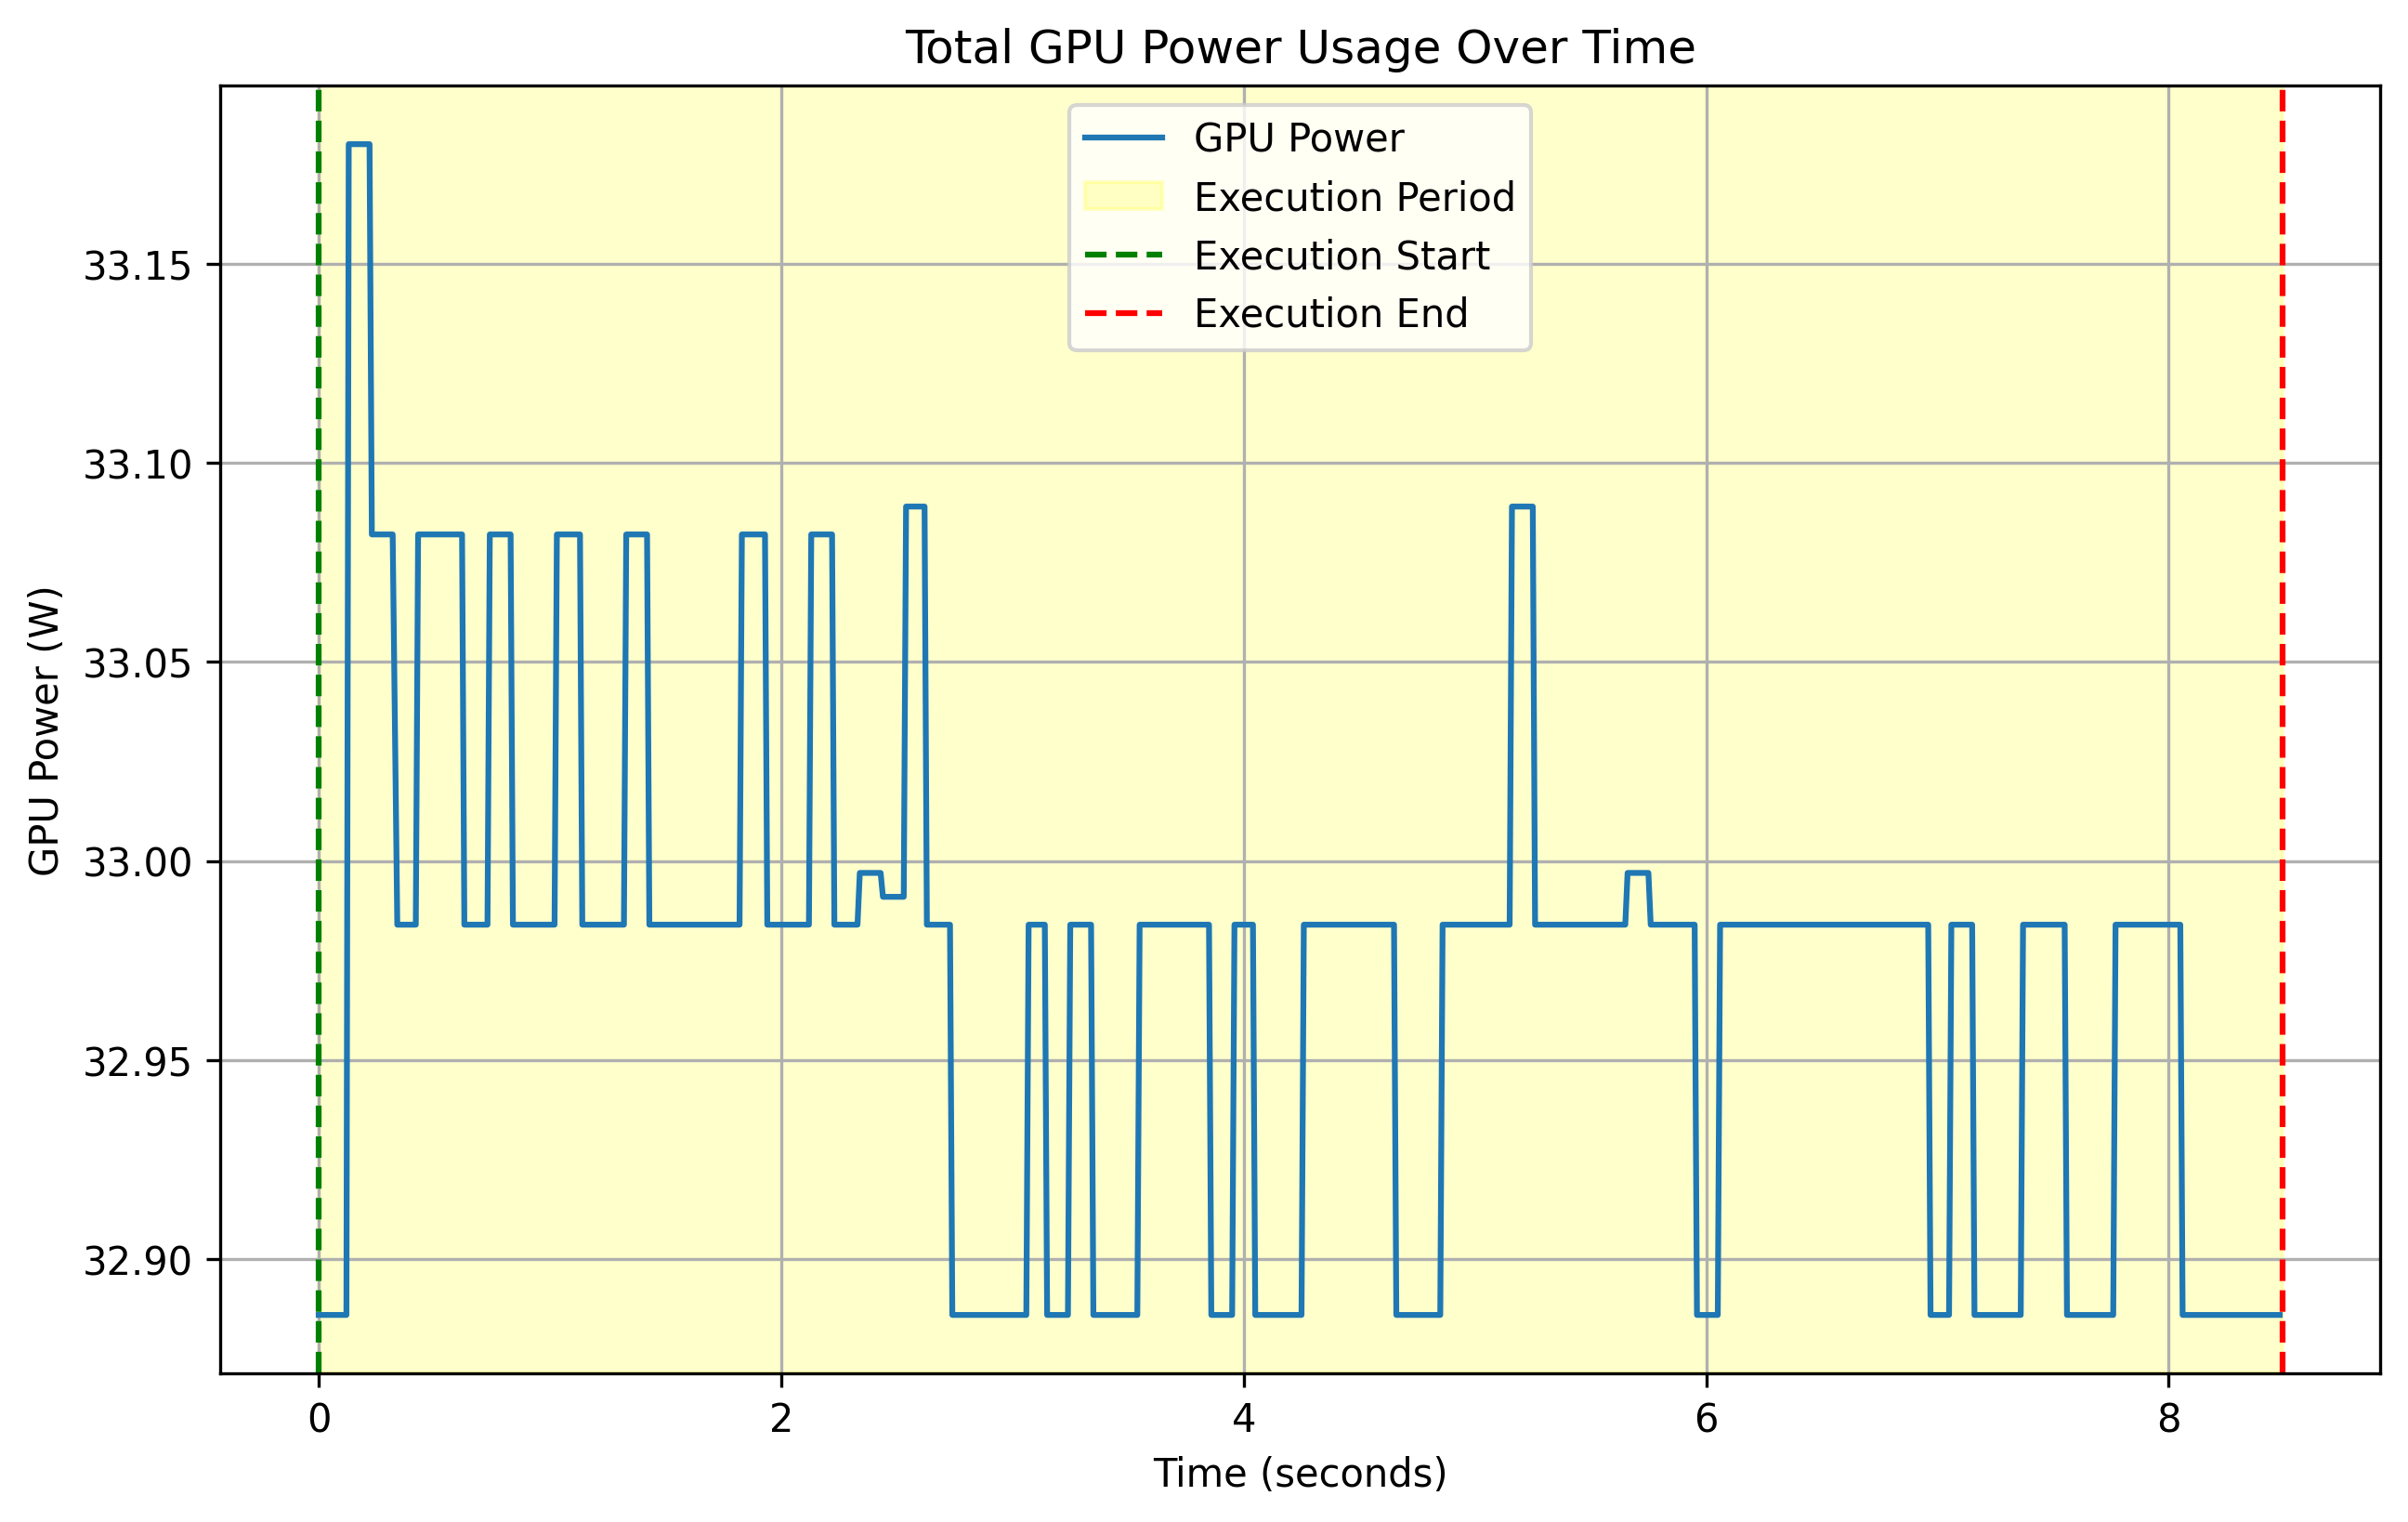 Total GPU Power Usage Over Time
GPU Power
Execution Period
Execution Start
Execution End
GPU Power (W)
33.15
33.10
33.05
33.00
32.95
32.90
0 2 4 6 8
Time (seconds)